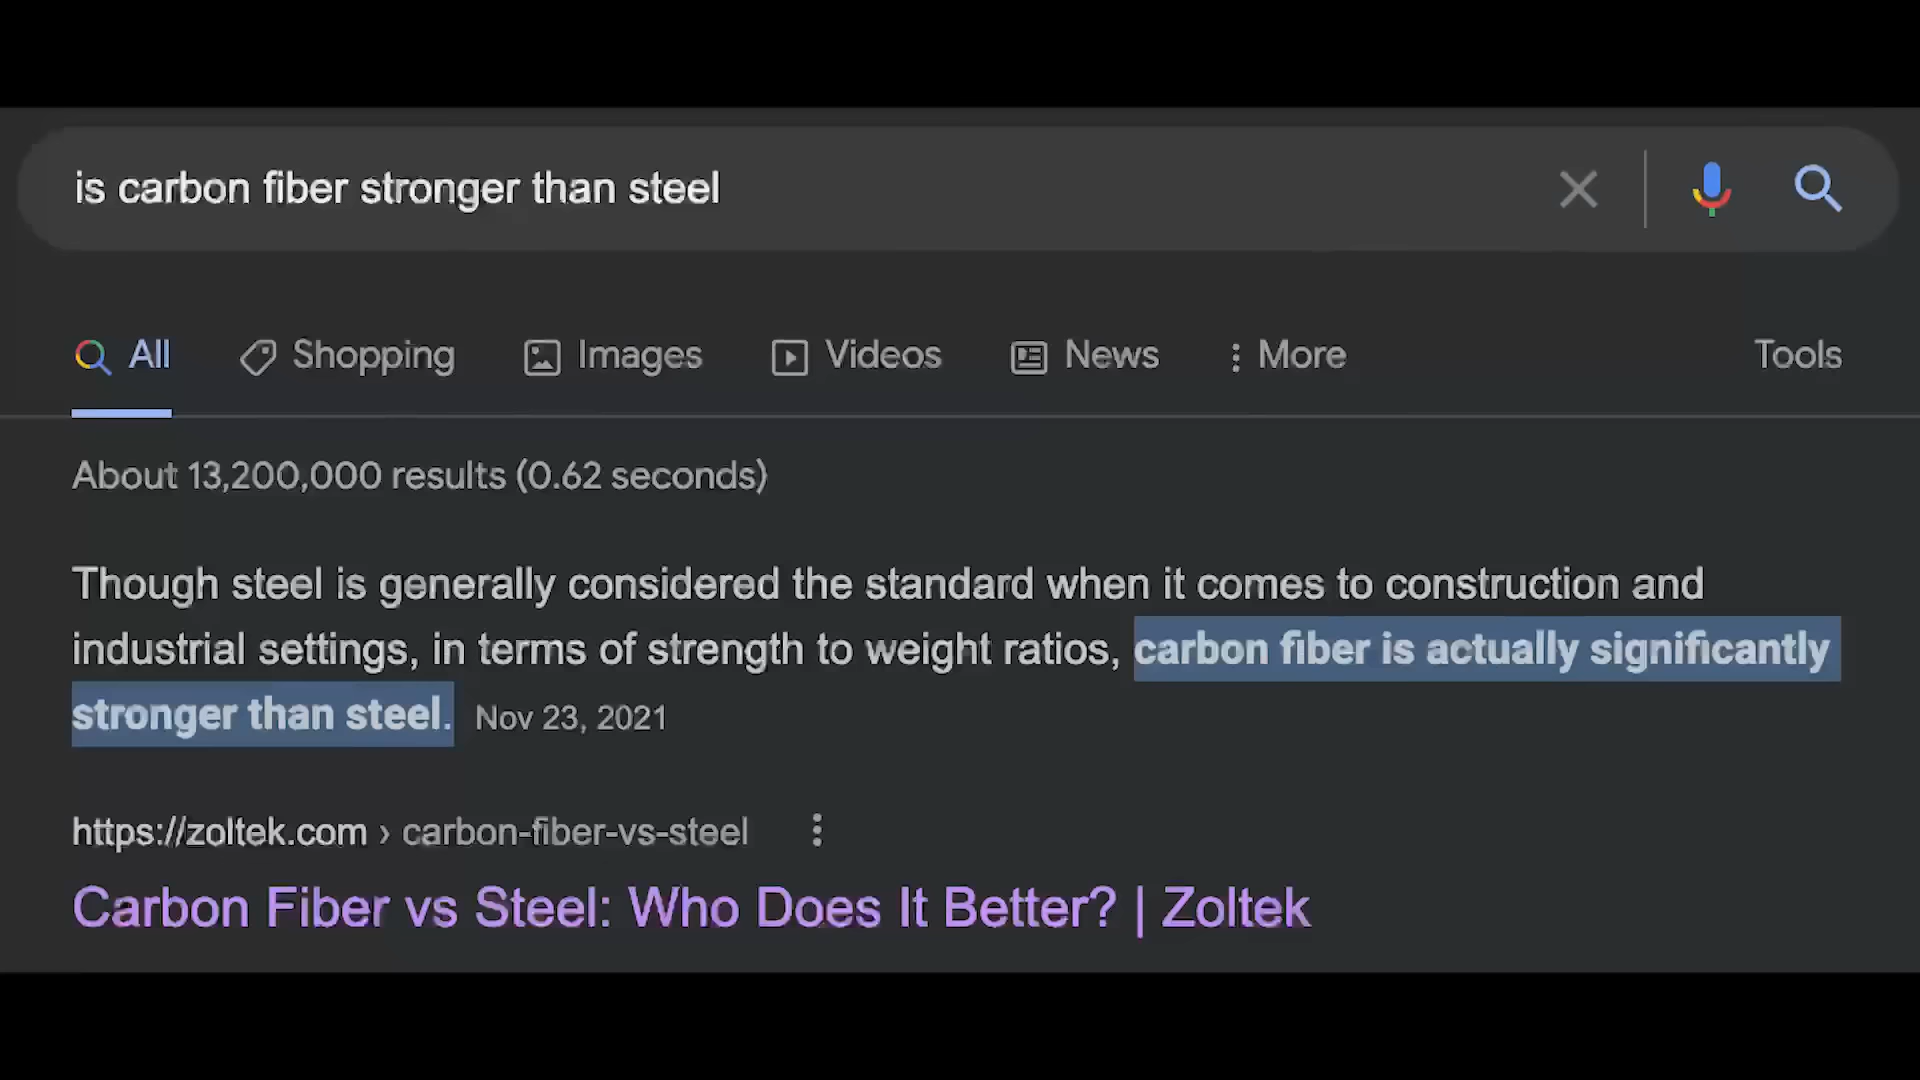 is carbon fiber stronger than steel
All Shopping Images Videos News More Tools
About 13,200,000 results (0.62 seconds)
Though steel is generally considered the standard when it comes to construction and
industrial settings, in terms of strength to weight ratios, carbon fiber is actually significantly
stronger than steel. Nov 23, 2021
https://zoltek.com › carbon-fiber-vs-steel
Carbon Fiber vs Steel: Who Does It Better? | Zoltek